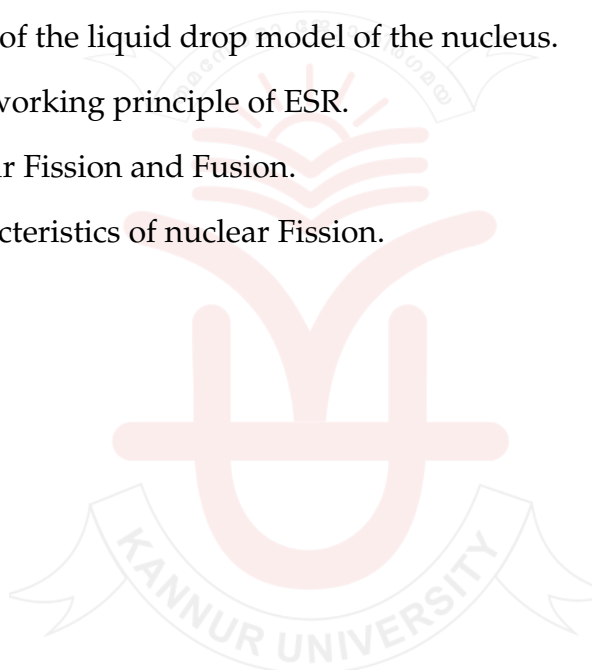 of the liquid drop model of the nucleus.
working principle of ESR.
r Fission and Fusion.
cteristics of nuclear Fission.
KANNUR UNIVERSITY